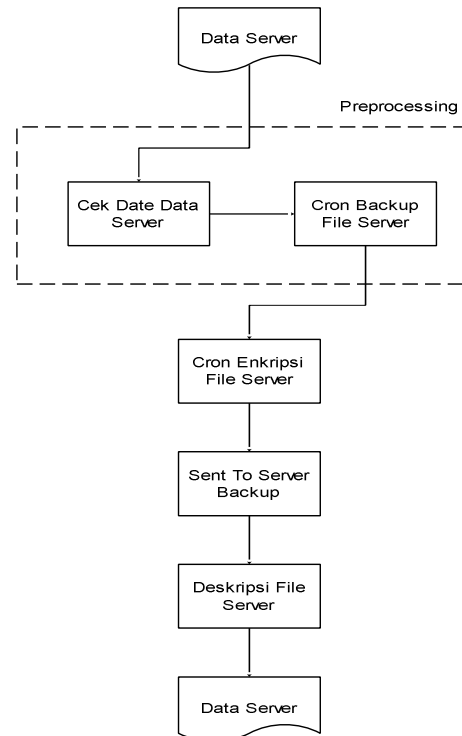 Data Server
Preprocessing
Cek Date Data
Server
Cron Backup
File Server
Cron Enkripsi
File Server
Sent To Server
Backup
Deskripsi File
Server
Data Server